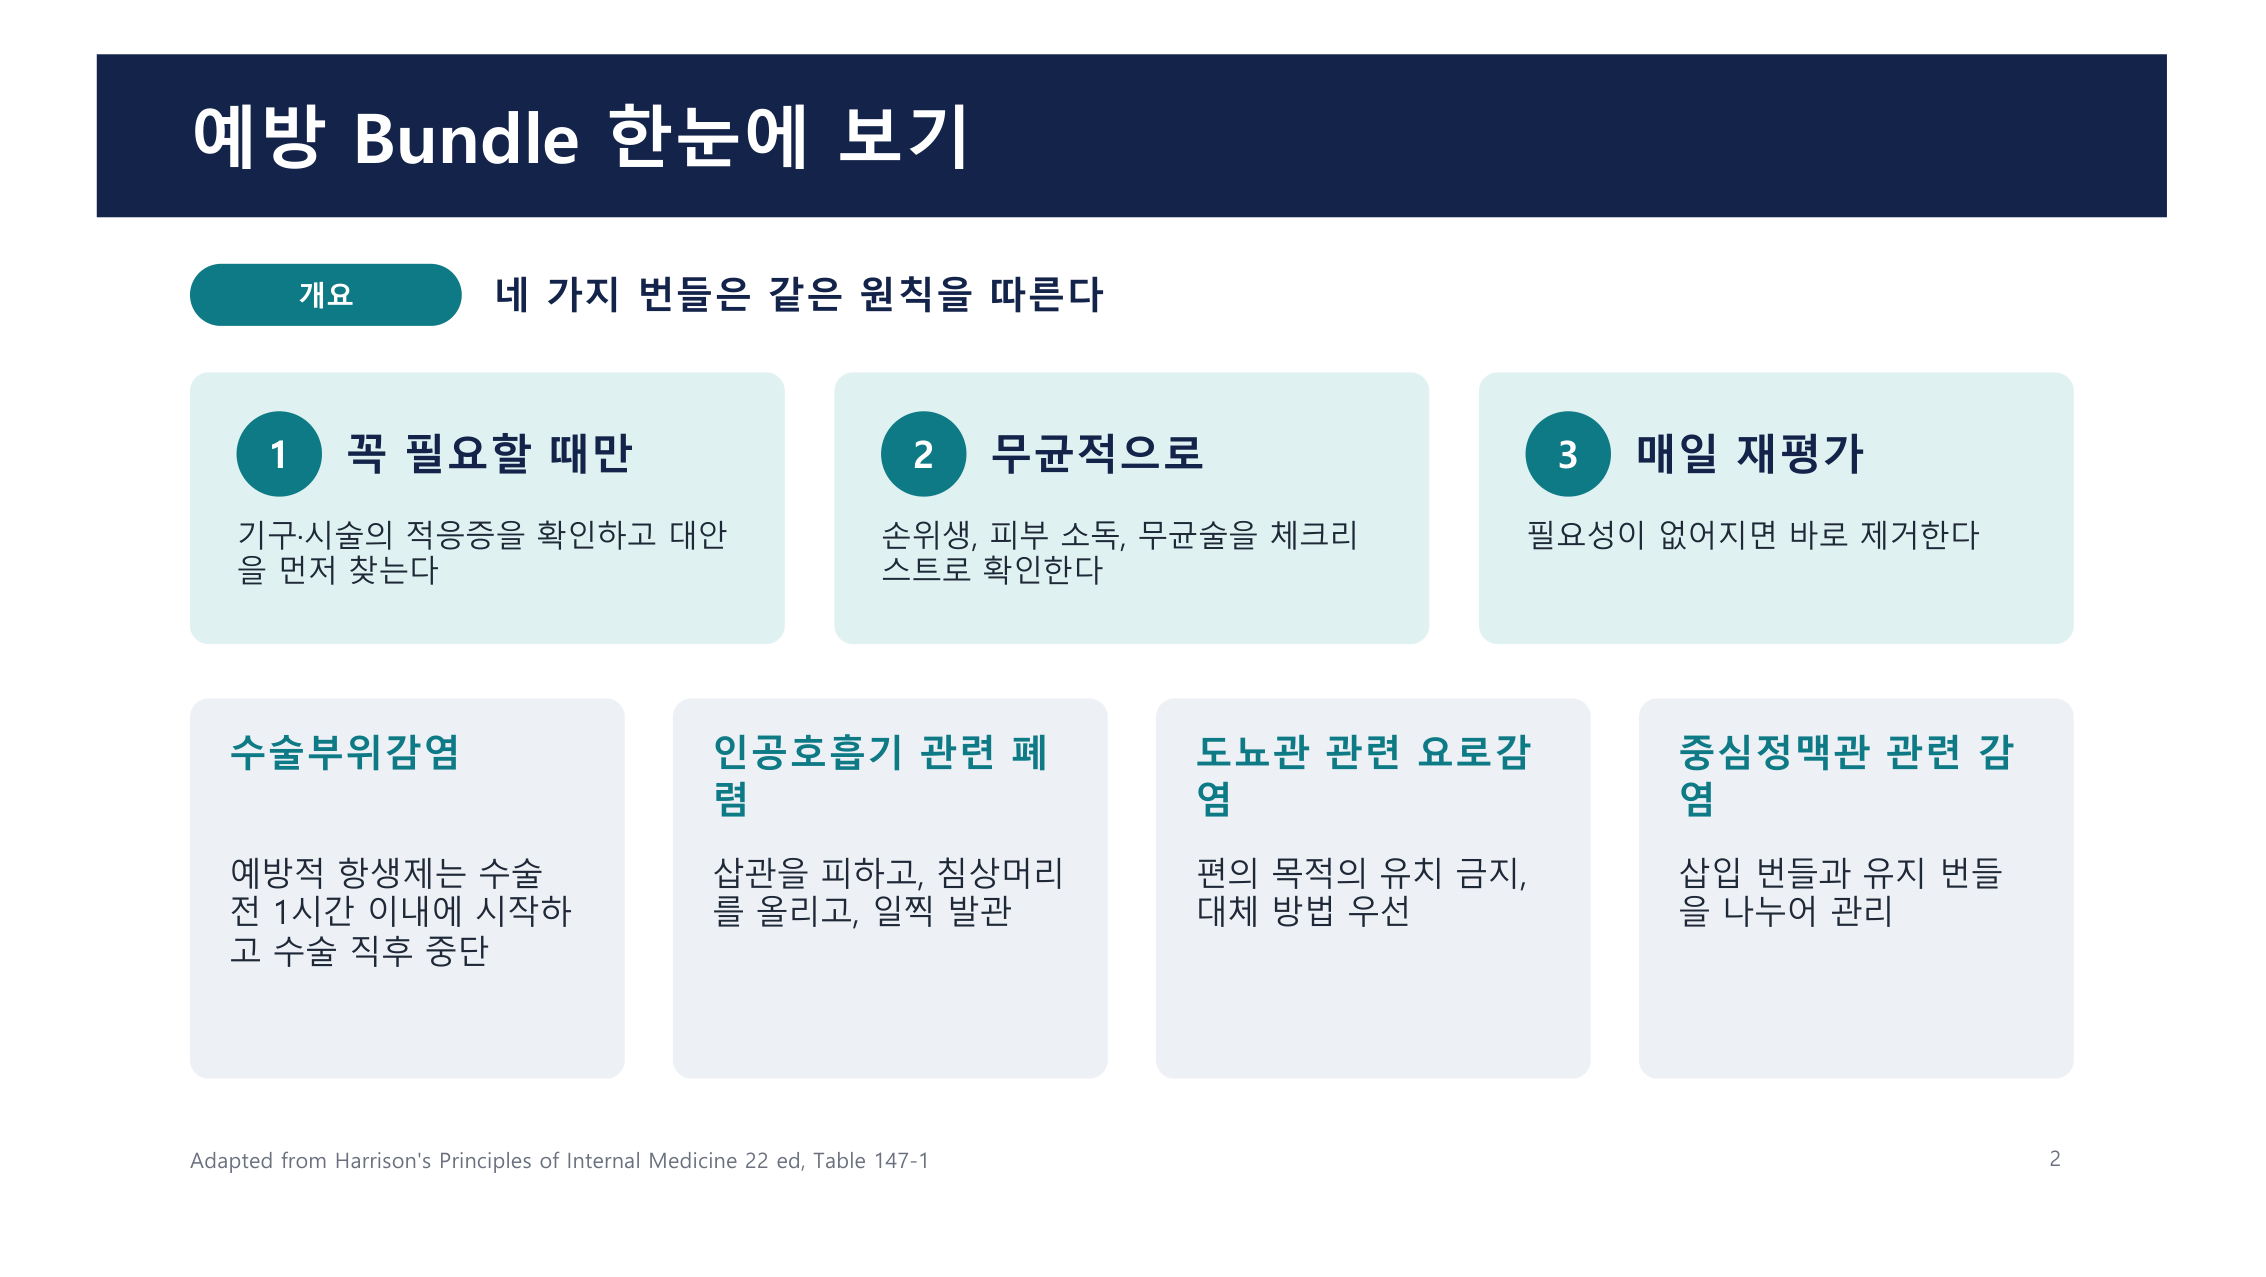 예방 Bundle 한눈에 보기
개요
네 가지 번들은 같은 원칙을 따른다
1
꼭 필요할 때만
기구·시술의 적응증을 확인하고 대안
을 먼저 찾는다
2
무균적으로
손위생, 피부 소독, 무균술을 체크리
스트로 확인한다
3
매일 재평가
필요성이 없어지면 바로 제거한다
수술부위감염
예방적 항생제는 수술
전 1시간 이내에 시작하
고 수술 직후 중단
인공호흡기 관련 폐
렴
삽관을 피하고, 침상머리
를 올리고, 일찍 발관
도뇨관 관련 요로감
염
편의 목적의 유치 금지,
대체 방법 우선
중심정맥관 관련 감
염
삽입 번들과 유지 번들
을 나누어 관리
Adapted from Harrison's Principles of Internal Medicine 22 ed, Table 147-1
2